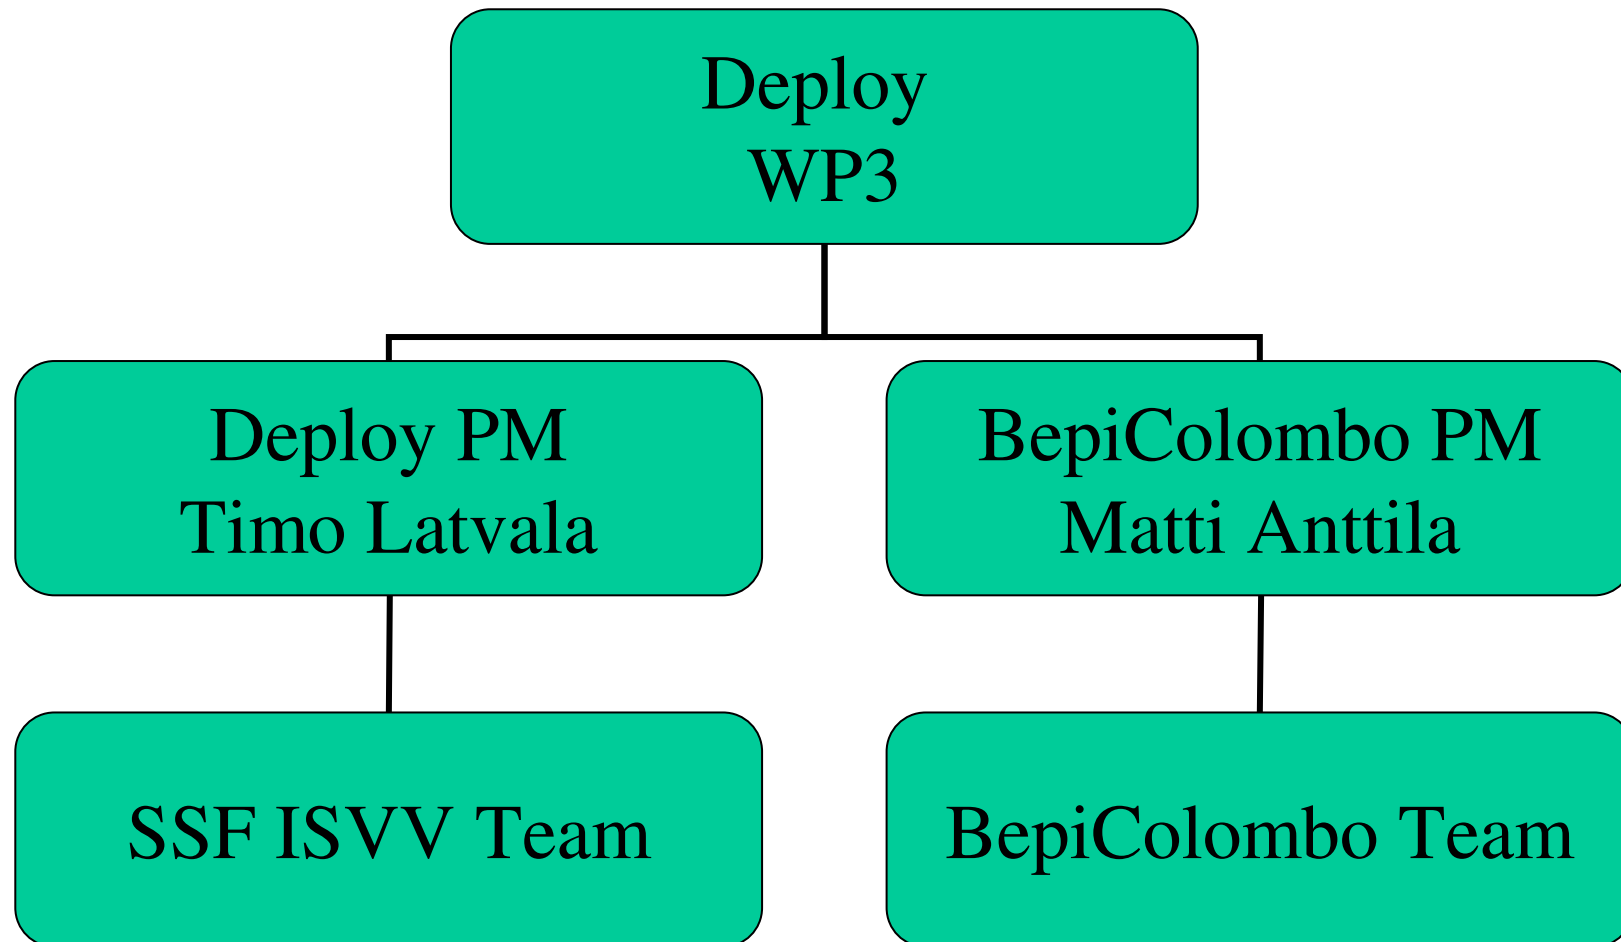 Deploy
WP3
Deploy PM
Timo Latvala
BepiColombo PM
Matti Anttila
SSF ISVV Team
BepiColombo Team